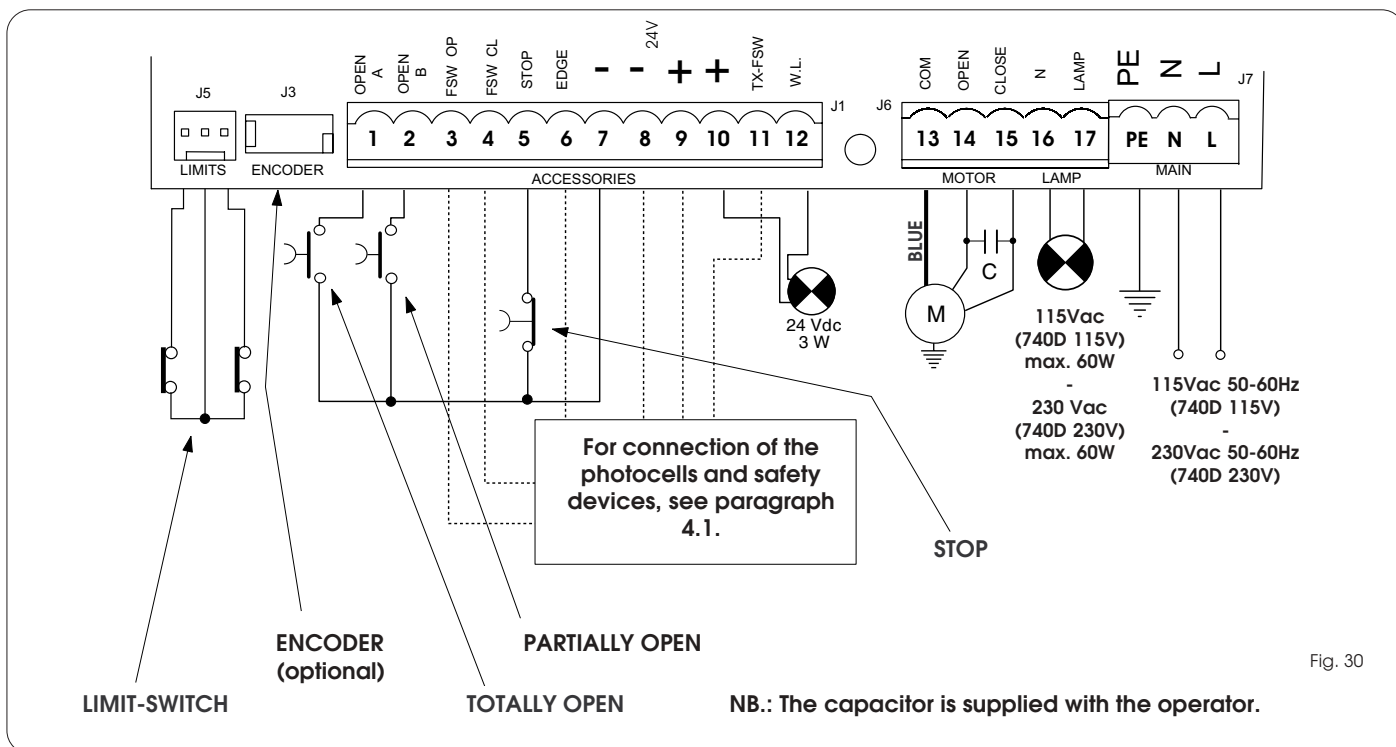 OPEN A
OPEN B
FSW OP
FSW CL
STOP
EDGE
-
-
24V
+
+
TX-FSW
W.L.
COM
OPEN
CLOSE
N
LAMP
PE
N
L
J5
J3
J1
J6
J7
1 2 3 4 5 6 7 8 9 10 11 12
13 14 15 16 17
PE N L
LIMITS
ENCODER
ACCESSORIES
MOTOR
LAMP
MAIN
BLUE
C
M
24 Vdc
3 W
115Vac
(740D 115V)
max. 60W
-
230 Vac
(740D 230V)
max. 60W
115Vac 50-60Hz
(740D 115V)
-
230Vac 50-60Hz
(740D 230V)
For connection of the
photocells and safety
devices, see paragraph
4.1.
STOP
ENCODER
(optional)
PARTIALLY OPEN
LIMIT-SWITCH
TOTALLY OPEN
NB.: The capacitor is supplied with the operator.
Fig. 30